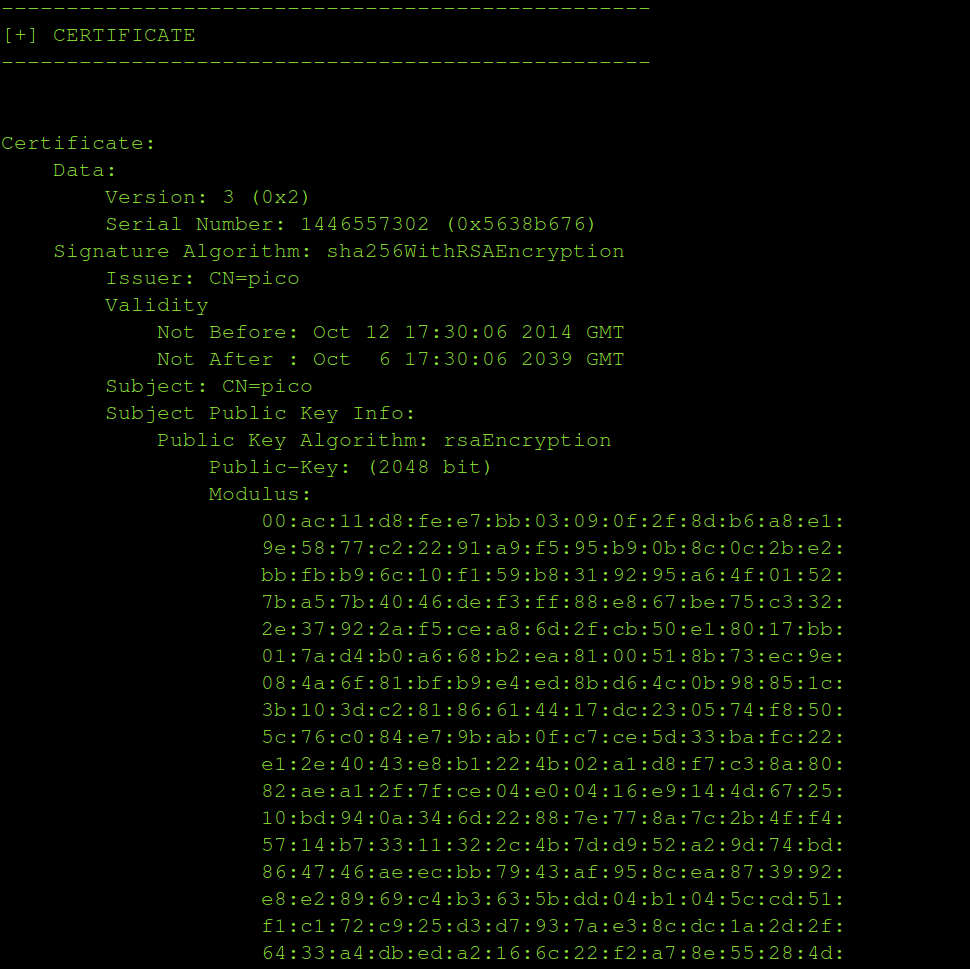 --------------------------------------------------
[+] CERTIFICATE
--------------------------------------------------
Certificate:
    Data:
        Version: 3 (0x2)
        Serial Number: 1446557302 (0x5638b676)
    Signature Algorithm: sha256WithRSAEncryption
        Issuer: CN=pico
        Validity
            Not Before: Oct 12 17:30:06 2014 GMT
            Not After : Oct  6 17:30:06 2039 GMT
        Subject: CN=pico
        Subject Public Key Info:
            Public Key Algorithm: rsaEncryption
                Public-Key: (2048 bit)
                Modulus:
                    00:ac:11:d8:fe:e7:bb:03:09:0f:2f:8d:b6:a8:e1:
                    9e:58:77:c2:22:91:a9:f5:95:b9:0b:8c:0c:2b:e2:
                    bb:fb:b9:6c:10:f1:59:b8:31:92:95:a6:4f:01:52:
                    7b:a5:7b:40:46:de:f3:ff:88:e8:67:be:75:c3:32:
                    2e:37:92:2a:f5:ce:a8:6d:2f:cb:50:e1:80:17:bb:
                    01:7a:d4:b0:a6:68:b2:ea:81:00:51:8b:73:ec:9e:
                    08:4a:6f:81:bf:b9:e4:ed:8b:d6:4c:0b:98:85:1c:
                    3b:10:3d:c2:81:86:61:44:17:dc:23:05:74:f8:50:
                    5c:76:c0:84:e7:9b:ab:0f:c7:ce:5d:33:ba:fc:22:
                    e1:2e:40:43:e8:b1:22:4b:02:a1:d8:f7:c3:8a:80:
                    82:ae:a1:2f:7f:ce:04:e0:04:16:e9:14:4d:67:25:
                    10:bd:94:0a:34:6d:22:88:7e:77:8a:7c:2b:4f:f4:
                    57:14:b7:33:11:32:2c:4b:7d:d9:52:a2:9d:74:bd:
                    86:47:46:ae:ec:bb:79:43:af:95:8c:ea:87:39:92:
                    e8:e2:89:69:c4:b3:63:5b:dd:04:b1:04:5c:cd:51:
                    f1:c1:72:c9:25:d3:d7:93:7a:e3:8c:dc:1a:2d:2f:
                    64:33:a4:db:ed:a2:16:6c:22:f2:a7:8e:55:28:4d: